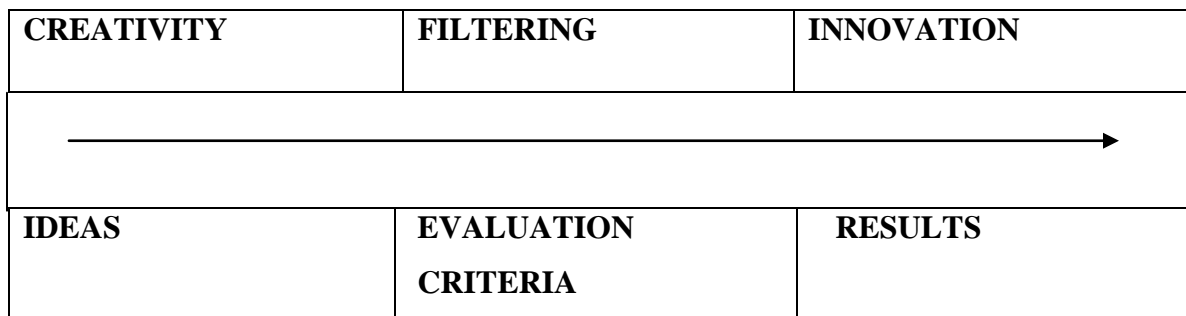 CREATIVITY FILTERING INNOVATION
IDEAS EVALUATION RESULTS
CRITERIA